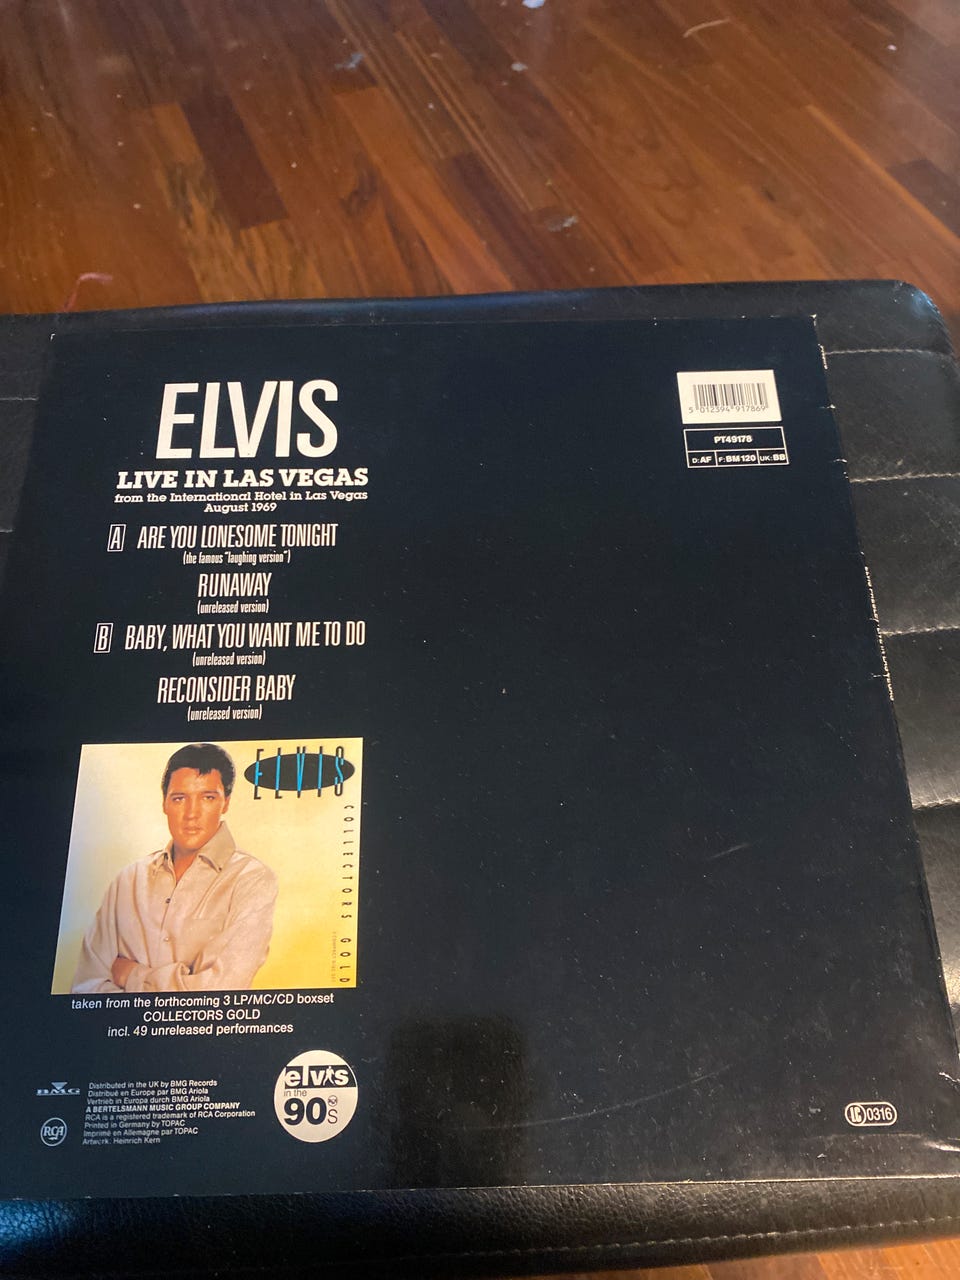 ELVIS
LIVE IN LAS VEGAS
from the International Hotel in Las Vegas
August 1969
A ARE YOU LONESOME TONIGHT
(the famous "laughing version")
RUNAWAY
(unreleased version)
B BABY, WHAT YOU WANT ME TO DO
(unreleased version)
RECONSIDER BABY
(unreleased version)
5 012394 917869
PT49178
D: AF F: BM 120 UK: BB
ELVIS
COLLECTORS GOLD
taken from the forthcoming 3 LP/MC/CD boxset
COLLECTORS GOLD
incl. 49 unreleased performances
BMG
Distributed in the UK by BMG Records
Distribué en Europe par BMG Ariola
Vertrieb in Europa durch BMG Ariola
A BERTELSMANN MUSIC GROUP COMPANY
RCA is a registered trademark of RCA Corporation
Printed in Germany by TOPAC
Imprimé en Allemagne par TOPAC
Artwork: Heinrich Kern
RCA
elvis
in the
90S
LC 0316